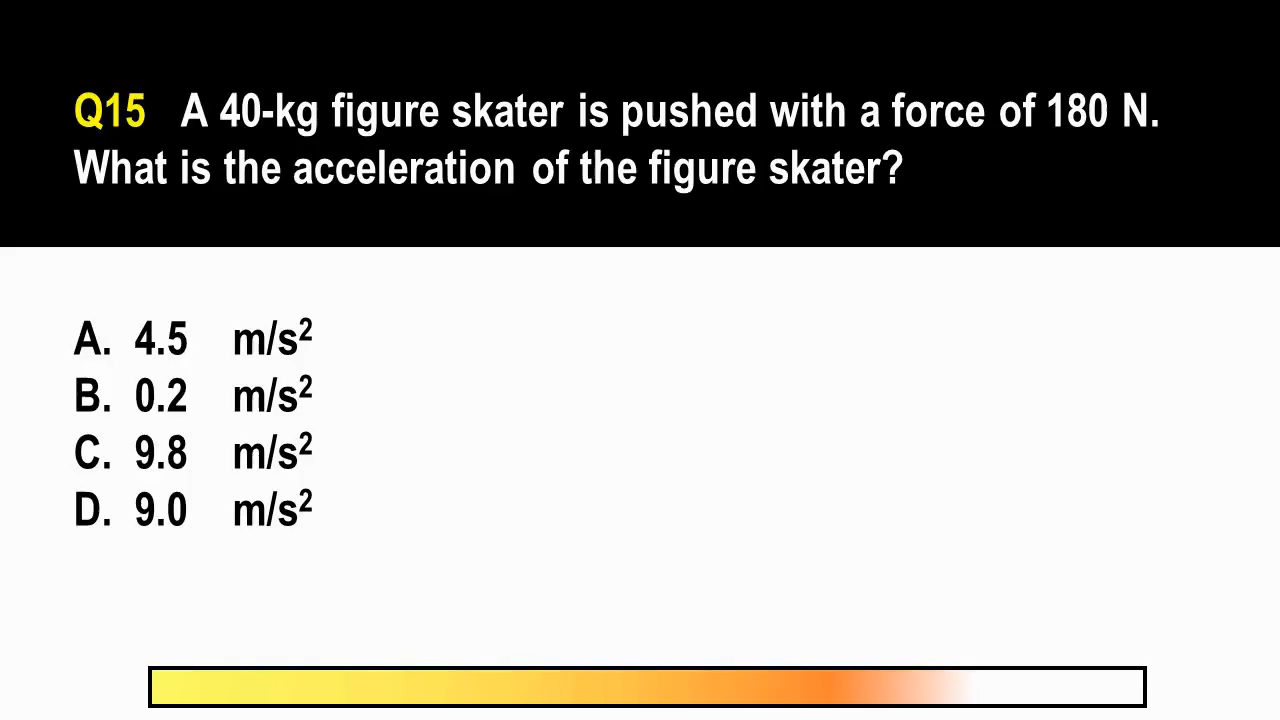 Q15 A 40-kg figure skater is pushed with a force of 180 N.
What is the acceleration of the figure skater?
A. 4.5 m/s²
B. 0.2 m/s²
C. 9.8 m/s²
D. 9.0 m/s²